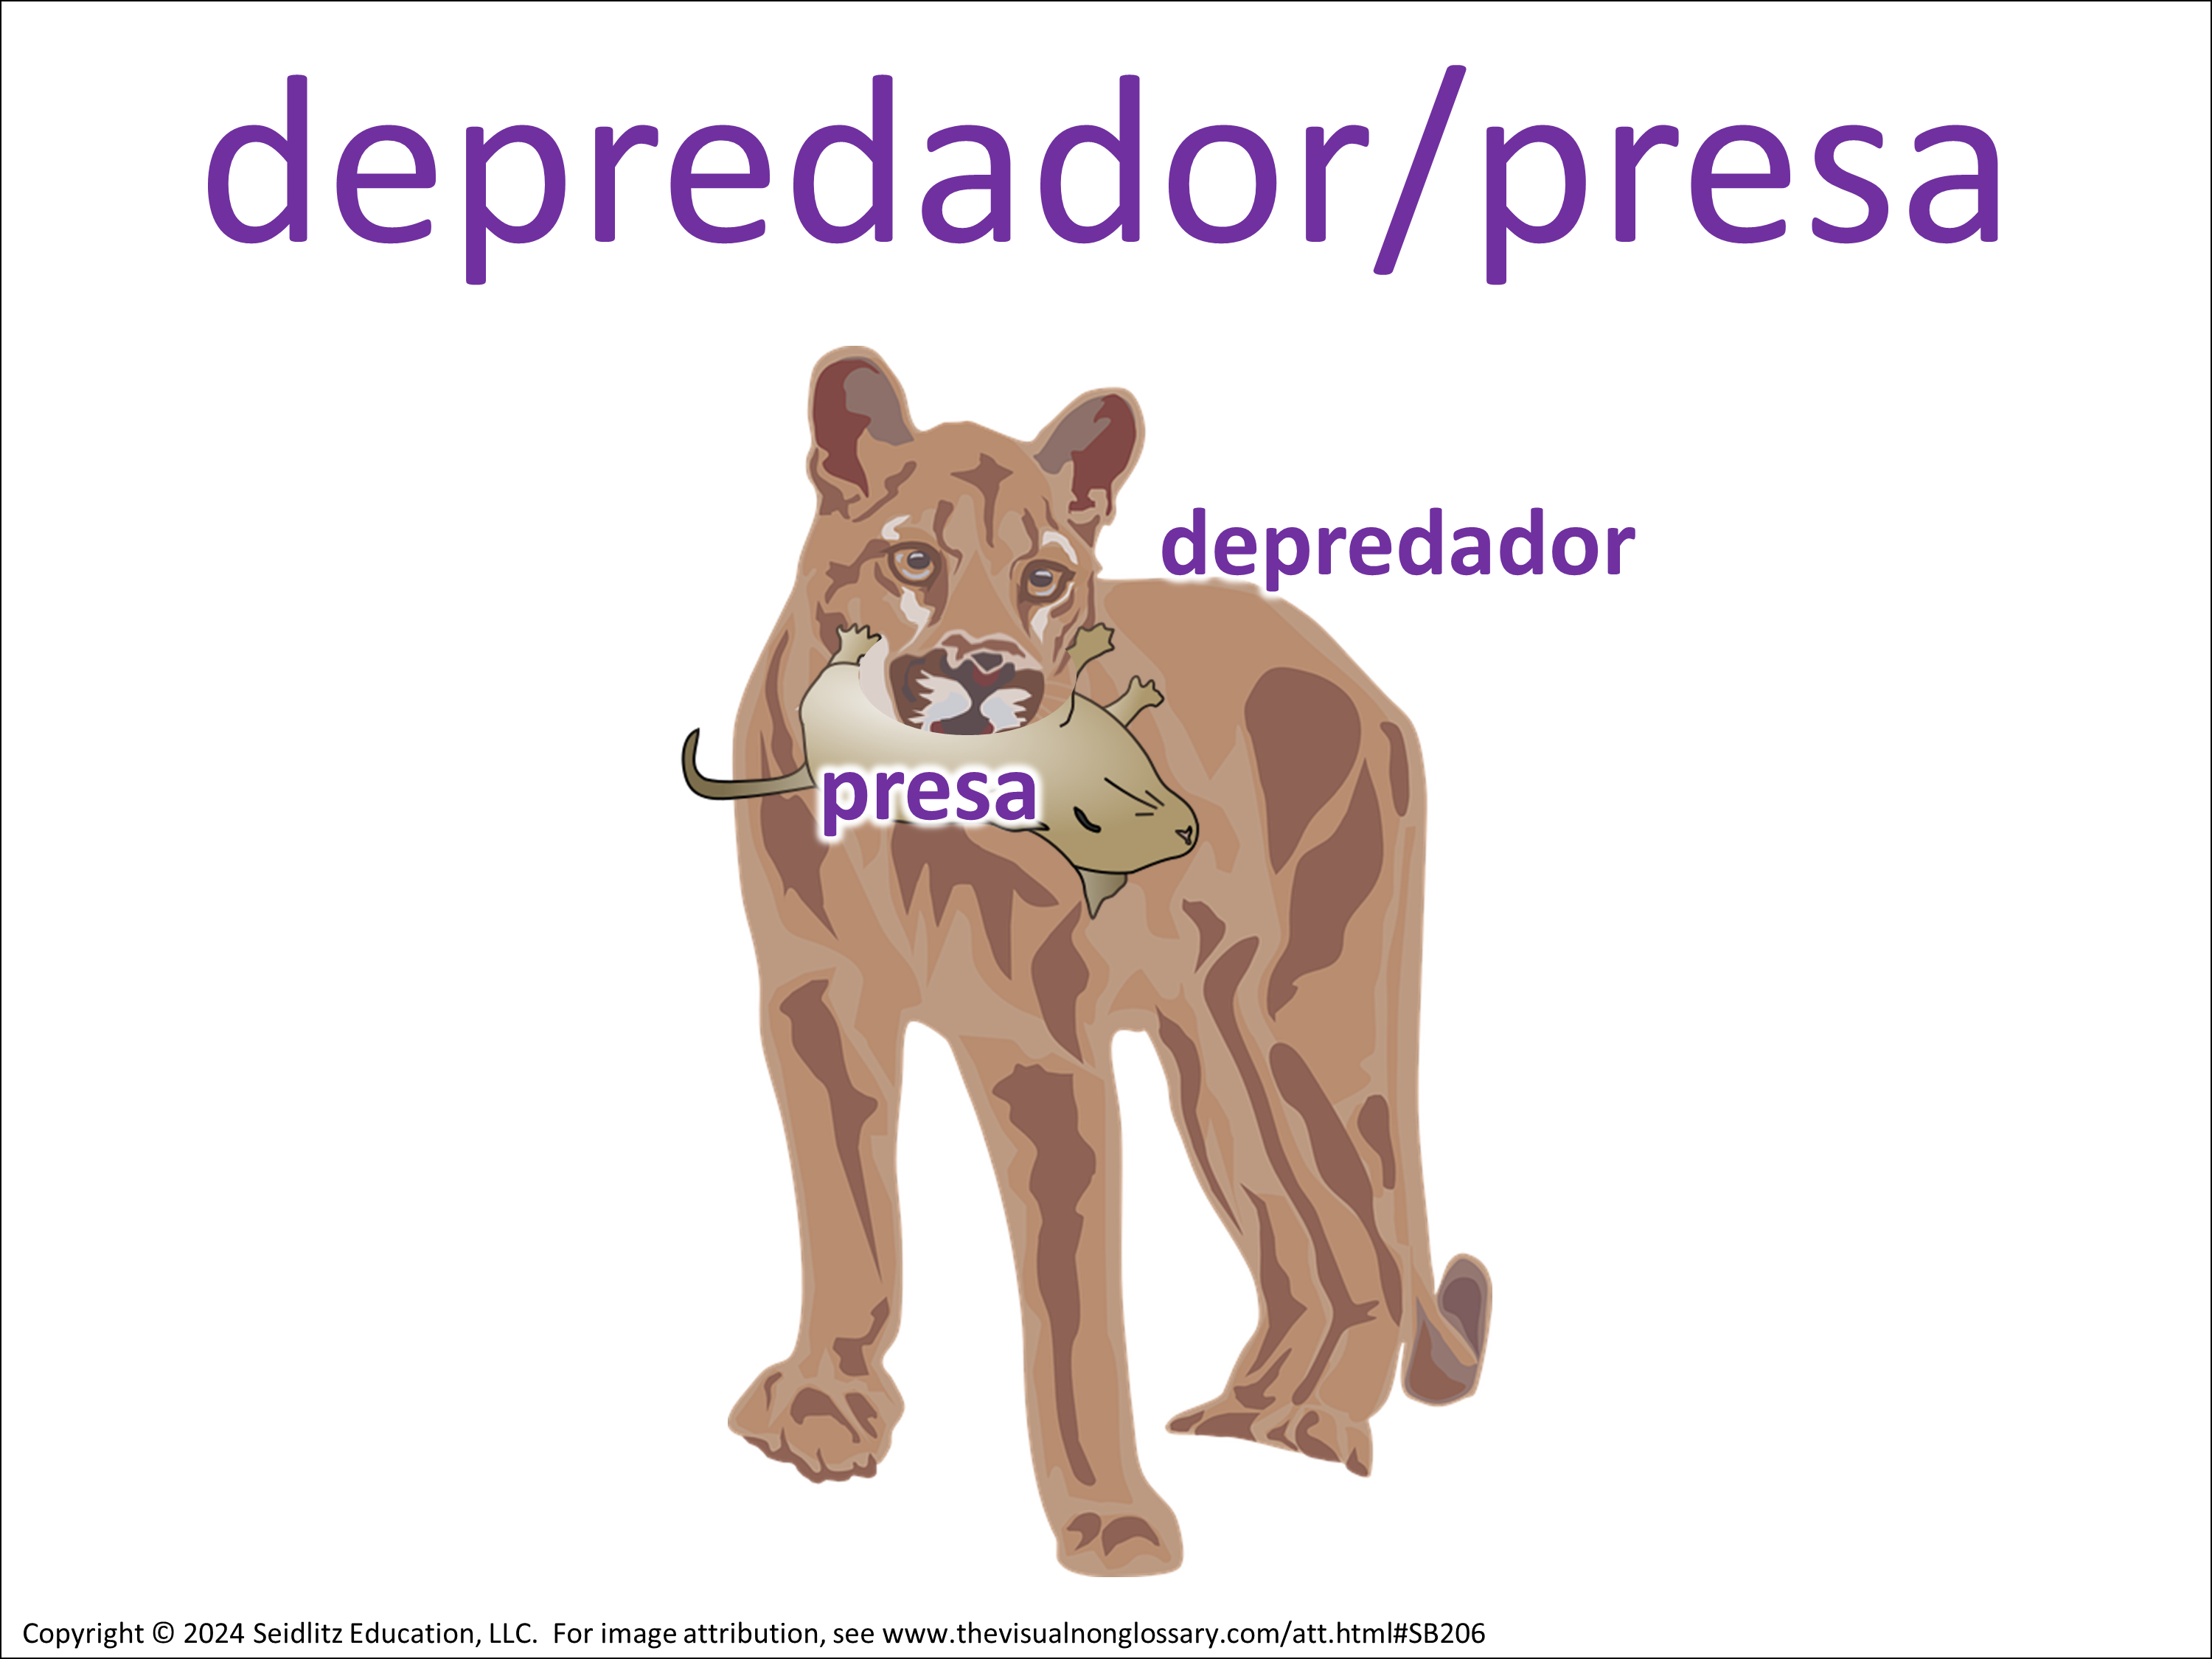 depredador/presa
depredador
presa
Copyright © 2024 Seidlitz Education, LLC.  For image attribution, see www.thevisualnonglossary.com/att.html#SB206